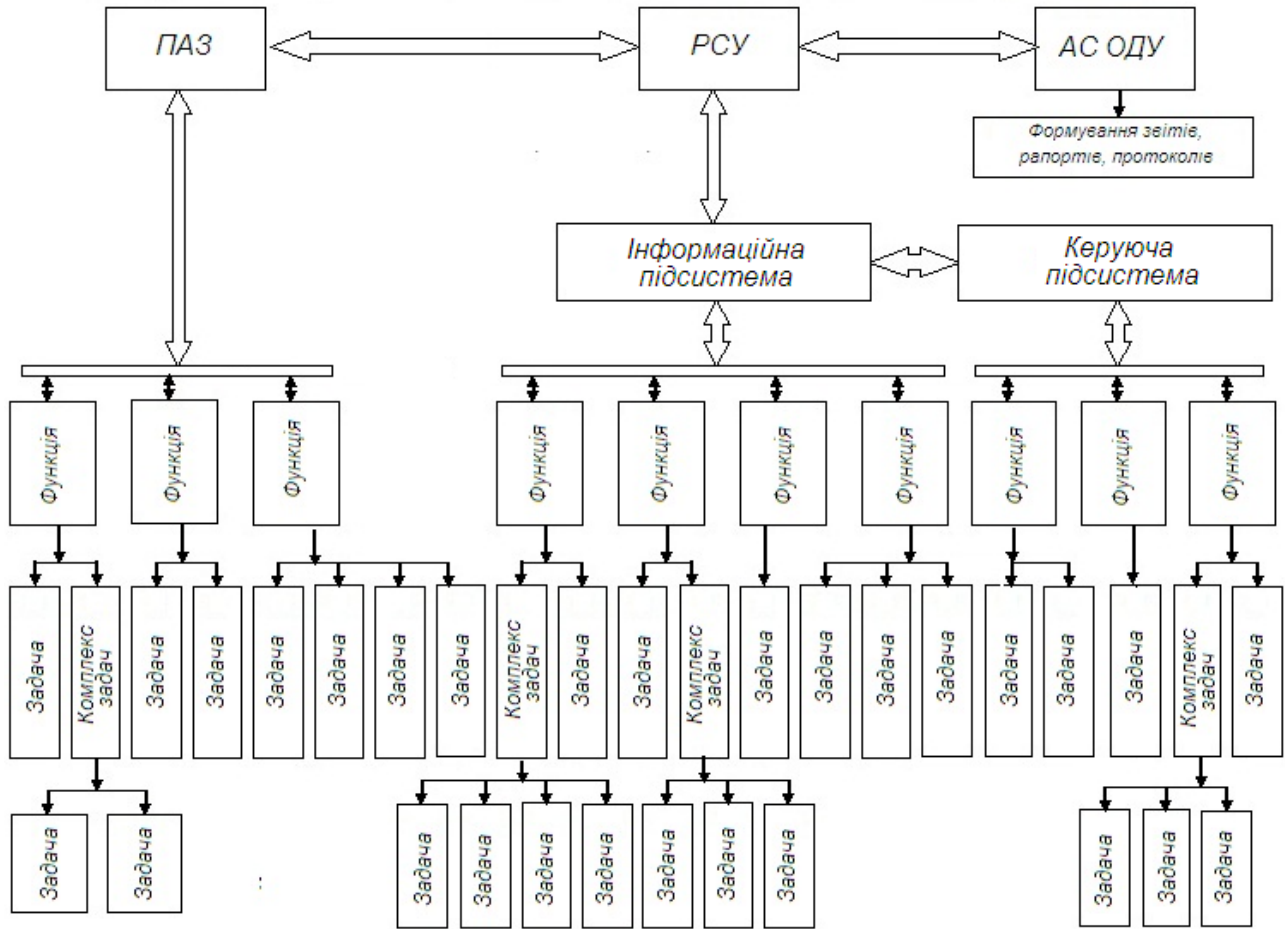 ПАЗ
РСУ
АС ОДУ
Формування звітів,
рапортів, протоколів
Інформаційна
підсистема
Керуюча
підсистема
Функція
Функція
Функція
Функція
Функція
Функція
Функція
Функція
Функція
Функція
Задача
Комплекс
задач
Задача
Задача
Задача
Задача
Задача
Задача
Комплекс
задач
Задача
Задача
Комплекс
задач
Задача
Задача
Задача
Задача
Задача
Задача
Задача
Комплекс
задач
Задача
Задача
Задача
Задача
Задача
Задача
Задача
Задача
Задача
Задача
Задача
Задача
Задача